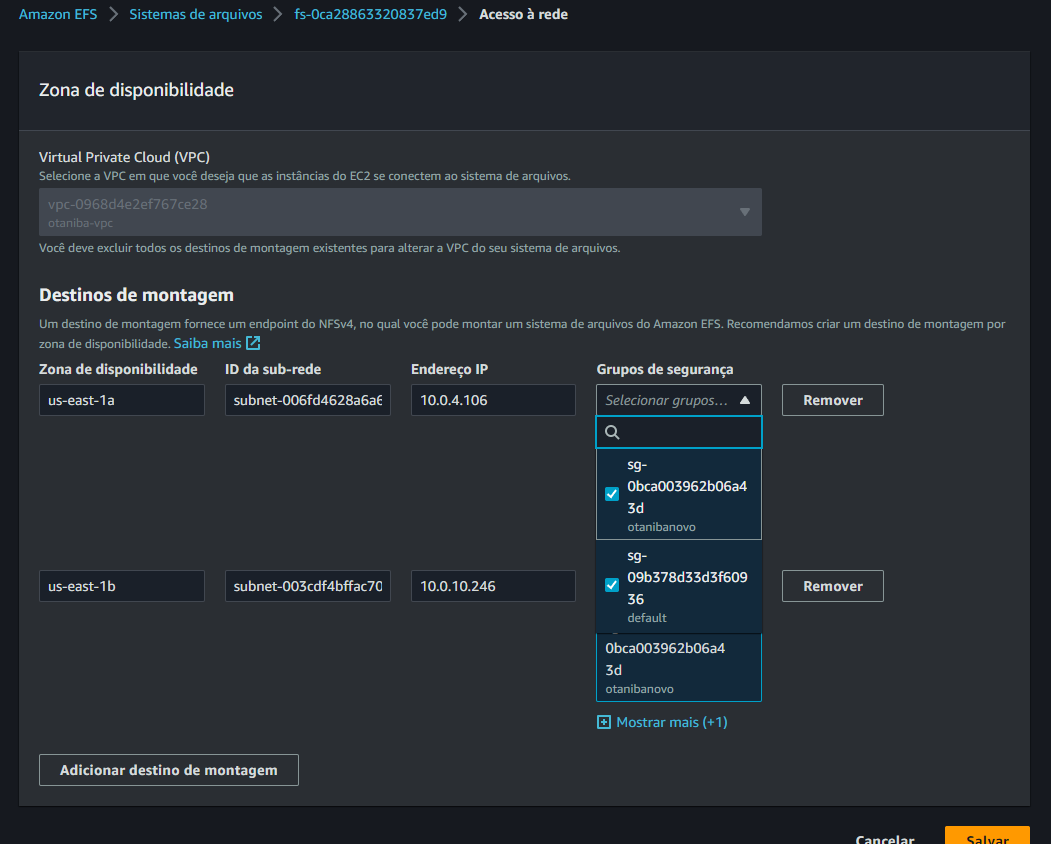 Amazon EFS > Sistemas de arquivos > fs-0ca28863320837ed9 > Acesso à rede
Zona de disponibilidade
Virtual Private Cloud (VPC)
Selecione a VPC em que você deseja que as instâncias do EC2 se conectem ao sistema de arquivos.
vpc-0968d4e2ef767ce28
otaniba-vpc
Você deve excluir todos os destinos de montagem existentes para alterar a VPC do seu sistema de arquivos.
Destinos de montagem
Um destino de montagem fornece um endpoint do NFSv4, no qual você pode montar um sistema de arquivos do Amazon EFS. Recomendamos criar um destino de montagem por
zona de disponibilidade. Saiba mais
Zona de disponibilidade ID da sub-rede Endereço IP Grupos de segurança
us-east-1a subnet-006fd4628a6a6 10.0.4.106 Selecionar grupos... Remover
sg-
0bca003962b06a4
3d
otanibanovo
sg-
09b378d33d3f609
36
default
us-east-1b subnet-003cdf4bffac70 10.0.10.246 Remover
0bca003962b06a4
3d
otanibanovo
Mostrar mais (+1)
Adicionar destino de montagem
Cancelar Salvar